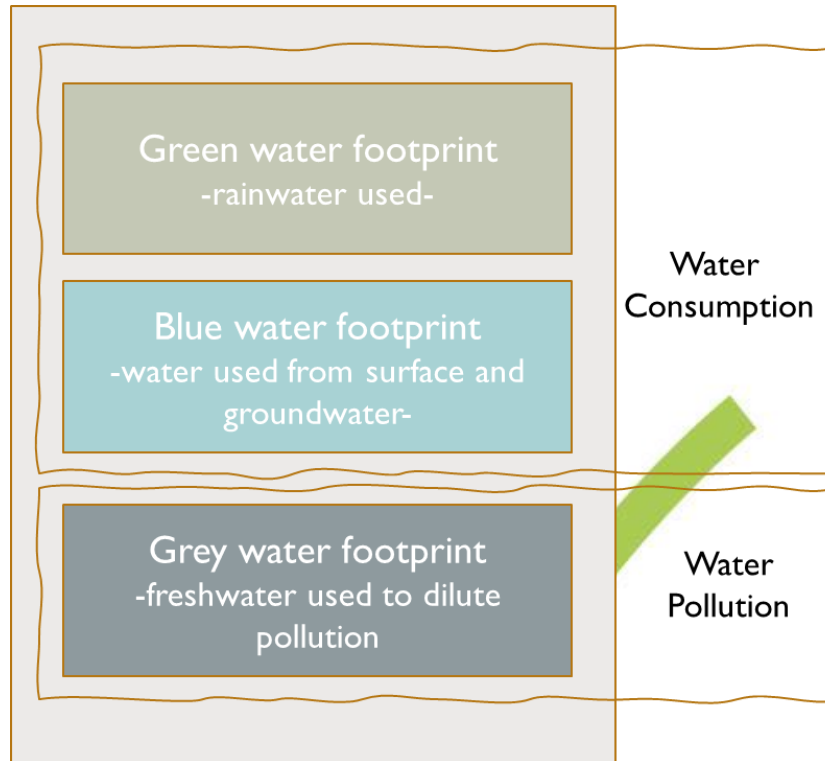 Green water footprint
-rainwater used-
Water
Consumption
Blue water footprint
-water used from surface and
groundwater-
Grey water footprint
-freshwater used to dilute
pollution
Water
Pollution